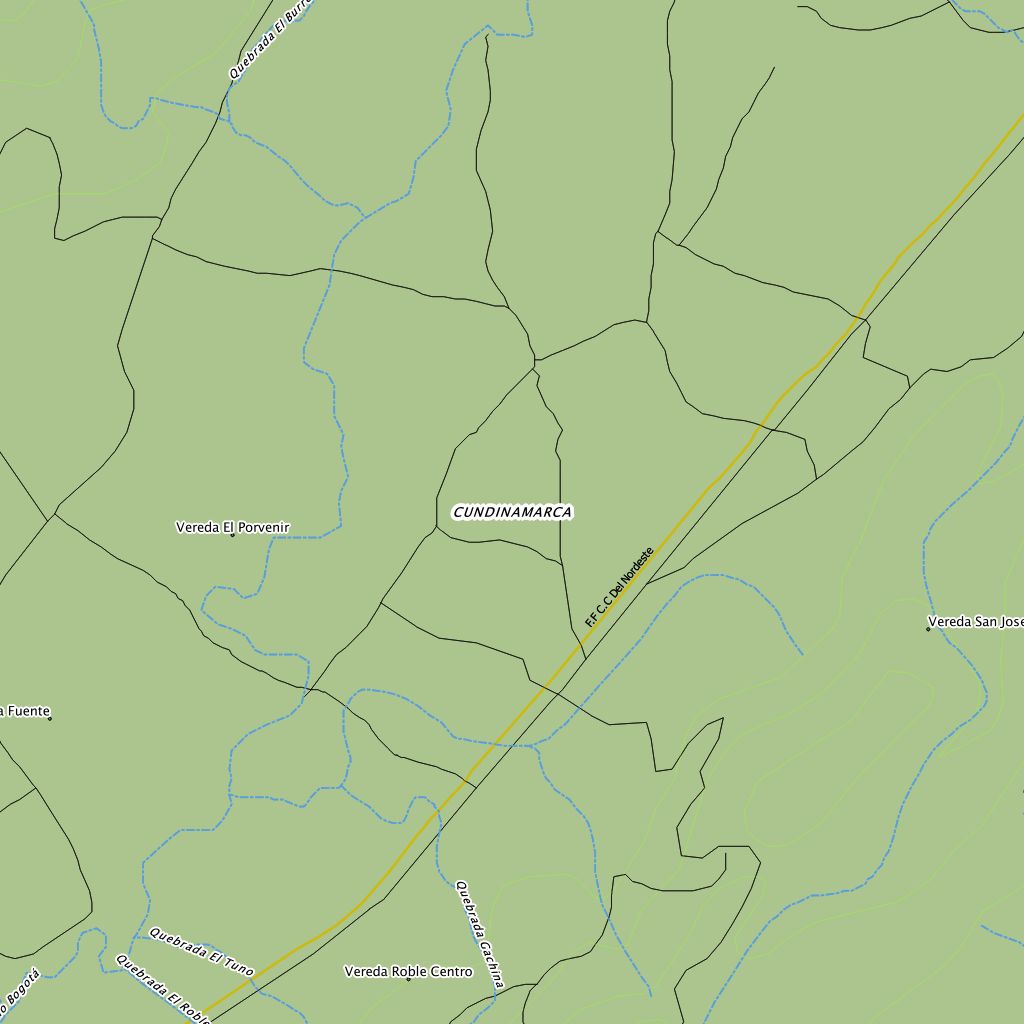 Quebrada El Burro
Vereda El Porvenir
CUNDINAMARCA
F.F C.C Del Nordeste
Vereda San Jose
a Fuente
Quebrada Gachina
Quebrada El Tuno
Quebrada El Roble
Vereda Roble Centro
o Bogotá